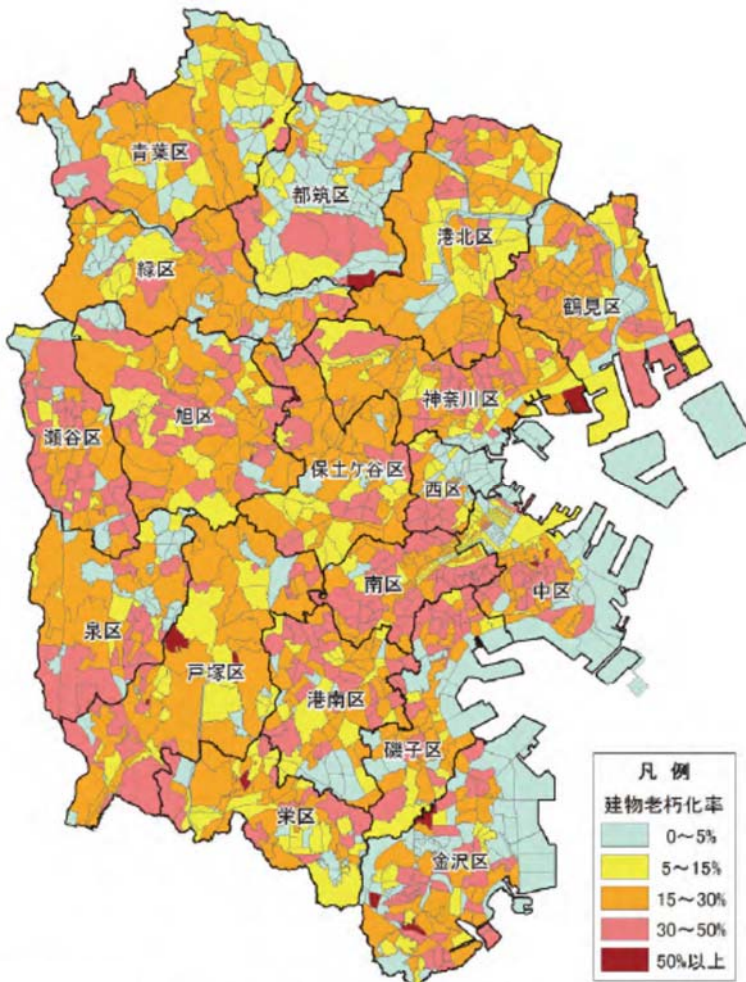 青葉区
都筑区
港北区
緑区
鶴見区
神奈川区
旭区
瀬谷区
保土ケ谷区
西区
南区
中区
泉区
戸塚区
港南区
磯子区
栄区
金沢区
凡 例
建物老朽化率
0～5%
5～15%
15～30%
30～50%
50%以上